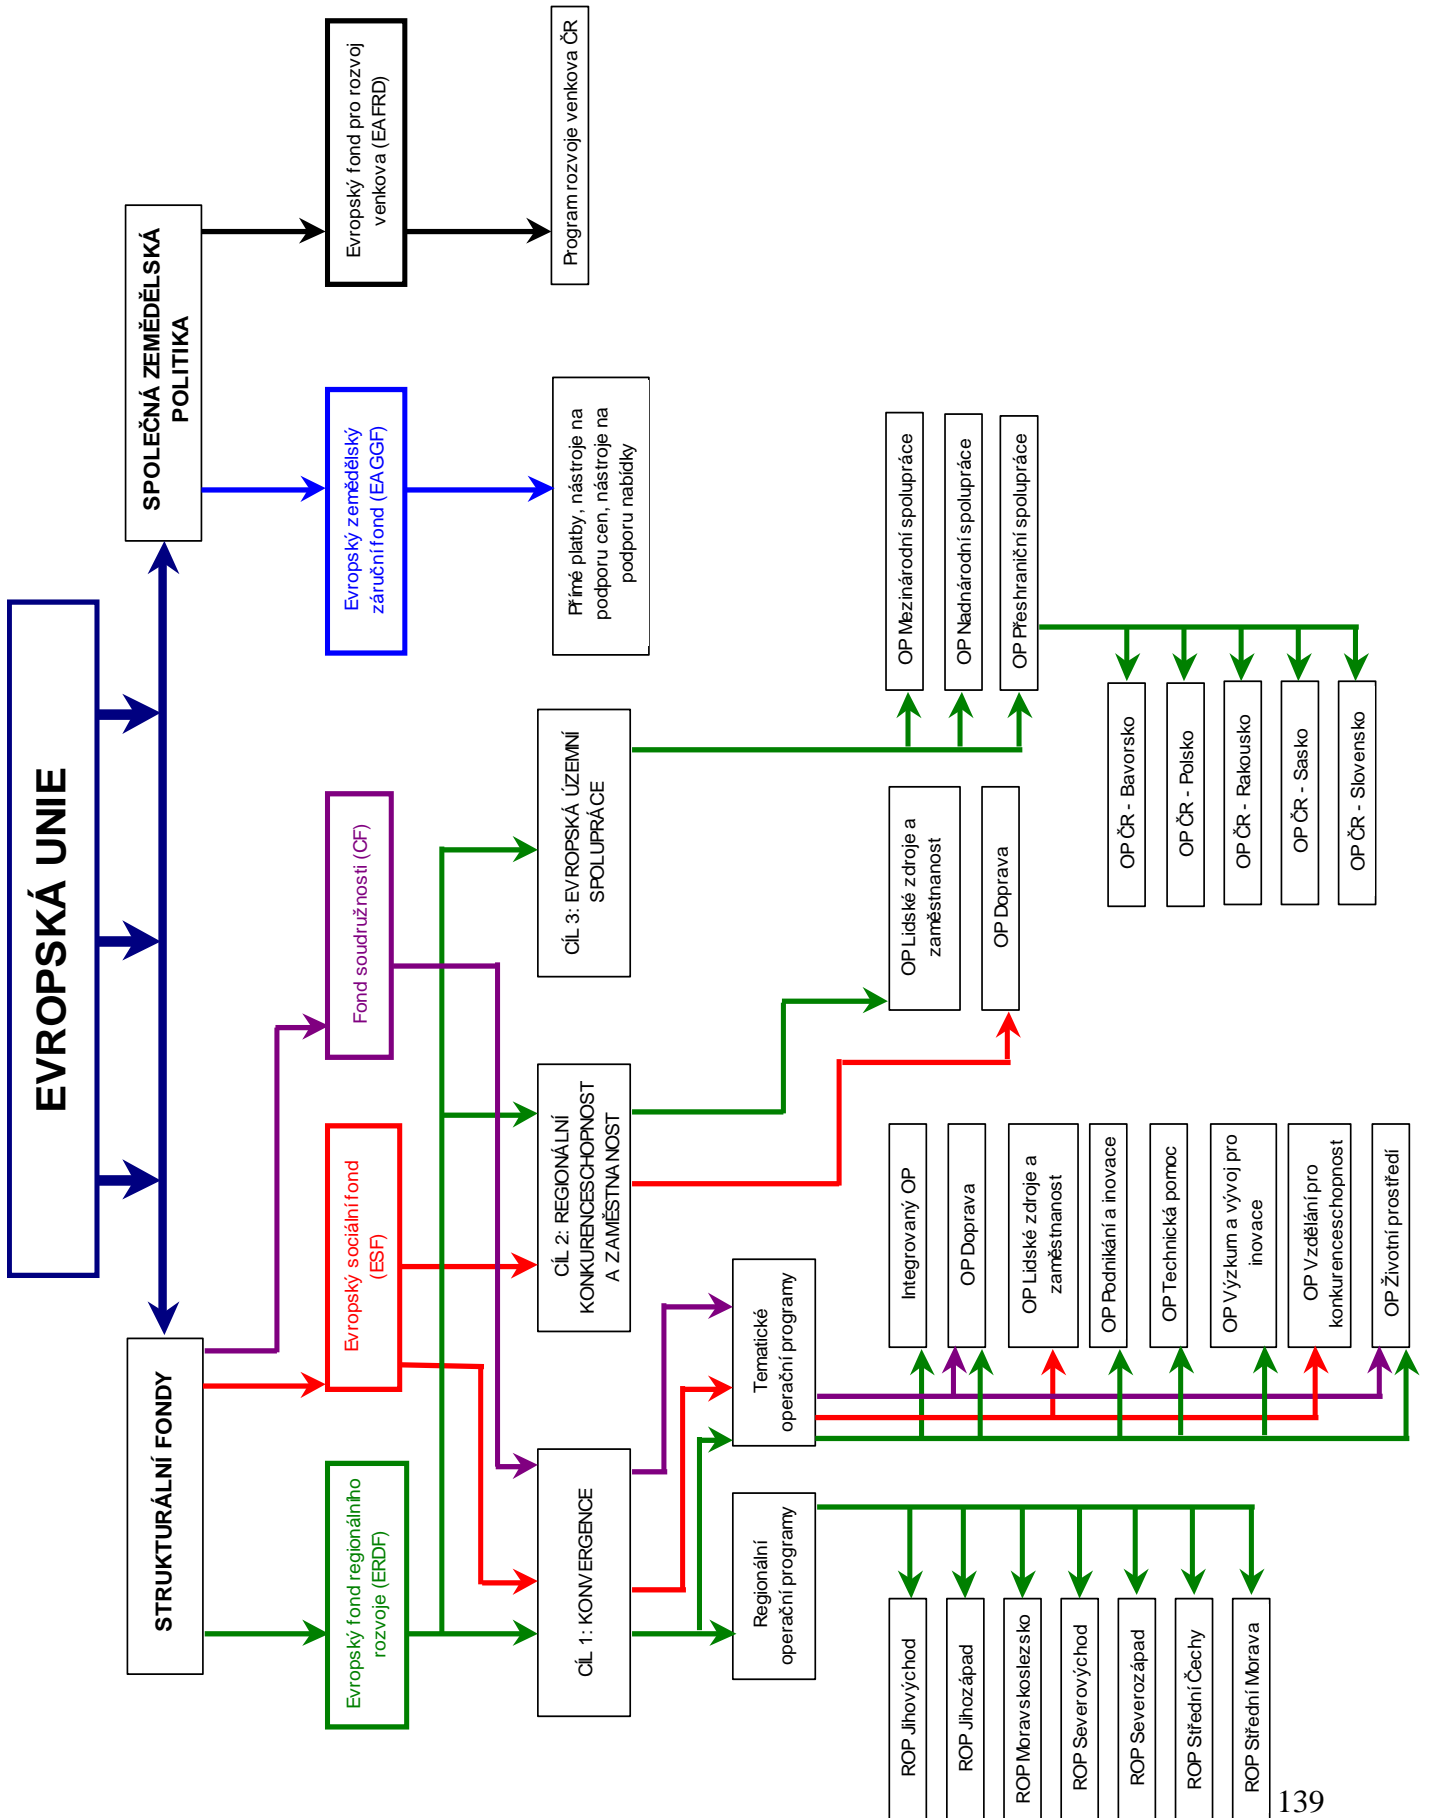 EVROPSKÁ UNIE
STRUKTURÁLNÍ FONDY
SPOLEČNÁ ZEMĚDĚLSKÁ
POLITIKA
Evropský fond regionálního
rozvoje (ERDF)
Evropský sociální fond
(ESF)
Fond soudružnosti (CF)
Evropský zemědělský
záruční fond (EAGGF)
Evropský fond pro rozvoj
venkova (EAFRD)
CÍL 1: KONVERGENCE
CÍL 2: REGIONÁLNÍ
KONKURENCESCHOPNOST
A ZAMĚSTNANOST
CÍL 3: EVROPSKÁ ÚZEMNÍ
SPOLUPRÁCE
Přímé platby, nástroje na
podporu cen, nástroje na
podporu nabídky
Program rozvoje venkova ČR
Regionální
operační programy
Tematické
operační programy
ROP Jihovýchod
ROP Jihozápad
ROP Moravskoslezsko
ROP Severovýchod
ROP Severozápad
ROP Střední Čechy
ROP Střední Morava
Integrovaný OP
OP Doprava
OP Lidské zdroje a
zaměstnanost
OP Podnikání a inovace
OP Technická pomoc
OP Výzkum a vývoj pro
inovace
OP Vzdělání pro
konkurenceschopnost
OP Životní prostředí
OP Lidské zdroje a
zaměstnanost
OP Doprava
OP Mezinárodní spolupráce
OP Nadnárodní spolupráce
OP Přeshraniční spolupráce
OP ČR - Bavorsko
OP ČR - Polsko
OP ČR - Rakousko
OP ČR - Sasko
OP ČR - Slovensko
139